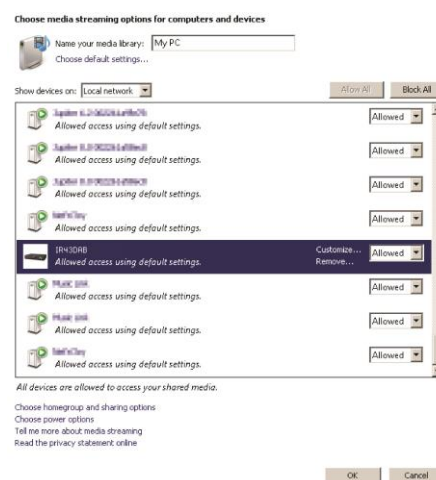 Choose media streaming options for computers and devices
Name your media library: My PC
Choose default settings...
Show devices on: Local network Allow All Block All
Allowed
Allowed access using default settings.
Allowed
Allowed access using default settings.
Allowed
Allowed access using default settings.
Allowed
Allowed access using default settings.
IR43DAB Customize... Allowed
Allowed access using default settings. Remove...
Allowed
Allowed access using default settings.
Allowed
Allowed access using default settings.
Allowed
Allowed access using default settings.
All devices are allowed to access your shared media.
Choose homegroup and sharing options
Choose power options
Tell me more about media streaming
Read the privacy statement online
OK Cancel